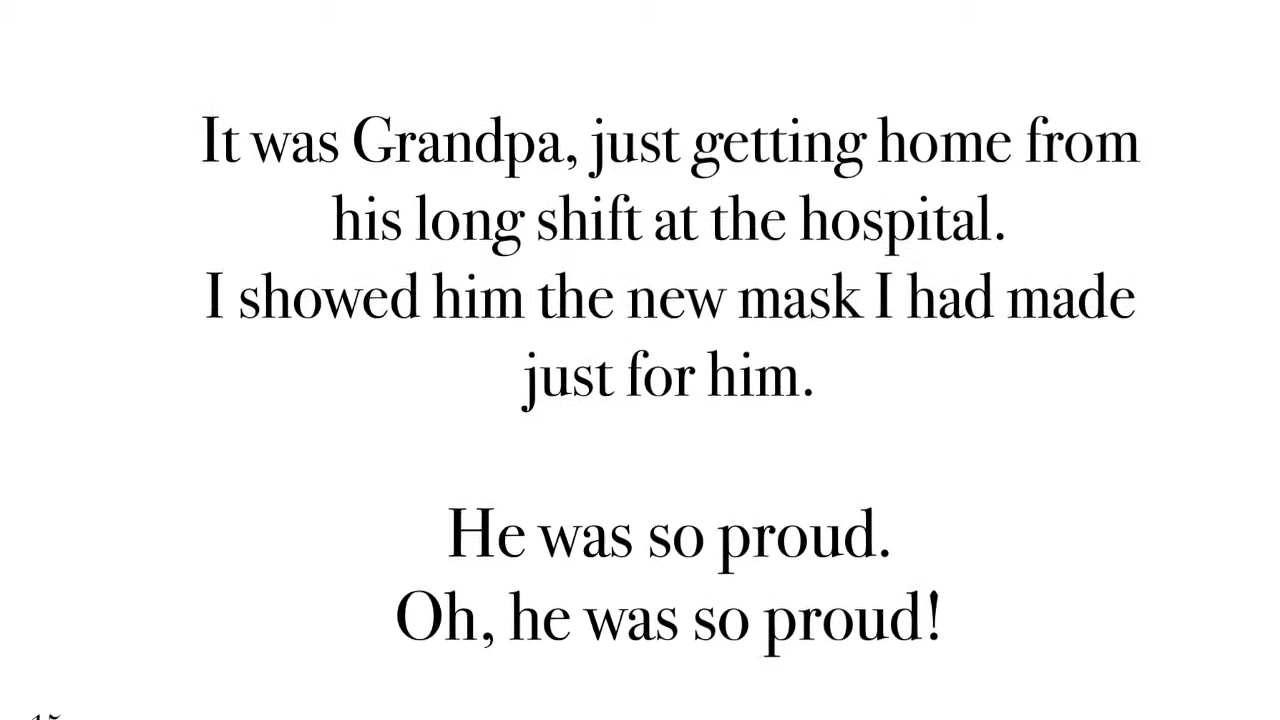 It was Grandpa, just getting home from
his long shift at the hospital.
I showed him the new mask I had made
just for him.
He was so proud.
Oh, he was so proud!